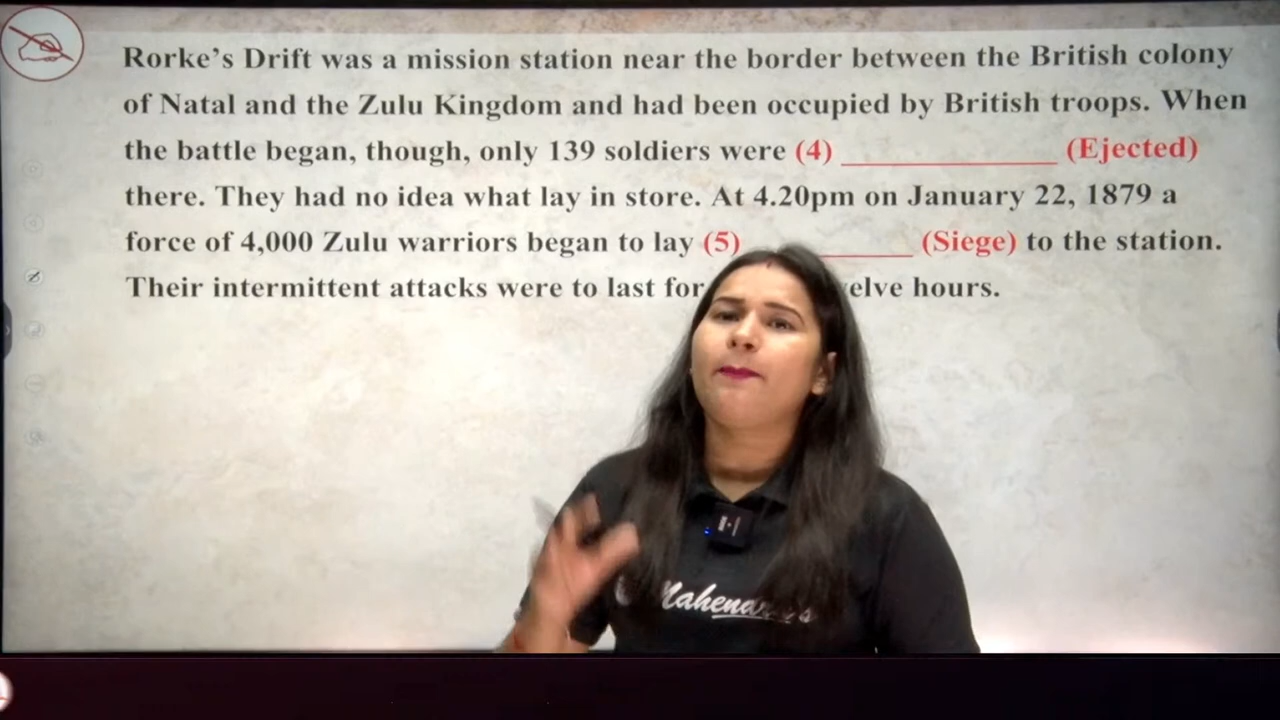 Rorke's Drift was a mission station near the border between the British colony
of Natal and the Zulu Kingdom and had been occupied by British troops. When
the battle began, though, only 139 soldiers were (4) ______________ (Ejected)
there. They had no idea what lay in store. At 4.20pm on January 22, 1879 a
force of 4,000 Zulu warriors began to lay (5) ______ (Siege) to the station.
Their intermittent attacks were to last for hours.